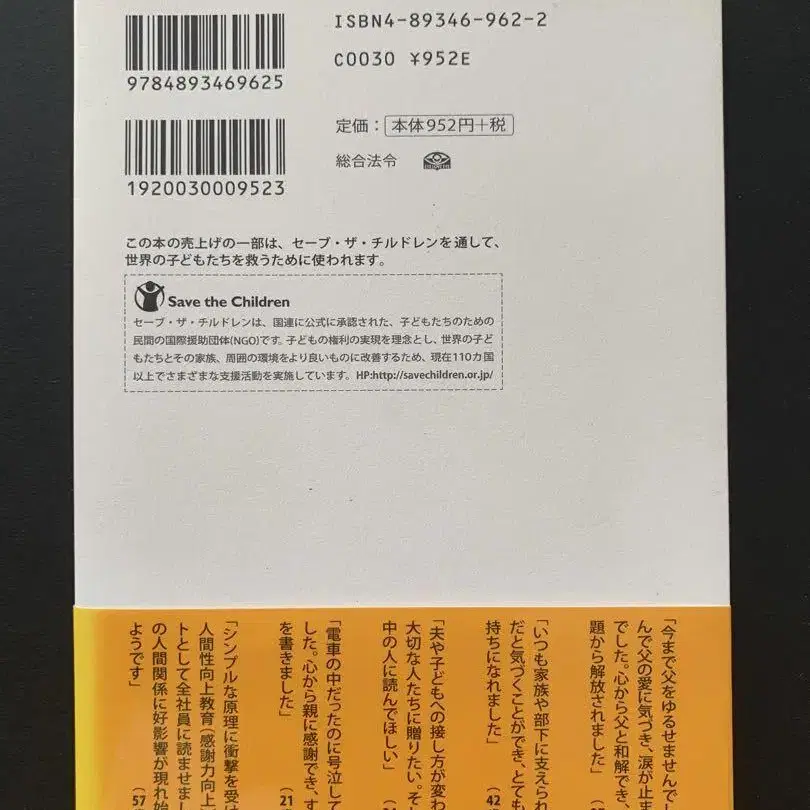 ISBN4-89346-962-2
C0030 ¥952E
9784893469625
定価：本体952円+税
総合法令
1920030009523
この本の売上げの一部は、セーブ・ザ・チルドレンを通して、
世界の子どもたちを救うために使われます。
Save the Children
セーブ・ザ・チルドレンは、国連に公式に承認された、子どもたちのための
民間の国際援助団体(NGO)です。子どもの権利の実現を理念とし、世界の子ど
もたちとその家族、周囲の環境をより良いものに改善するため、現在110カ国
以上でさまざまな支援活動を実施しています。HP:http://savechildren.or.jp/
「今まで父をゆるせませんでし
んで父の愛に気づき、涙が止ま
でした。心から父と和解でき
題から解放されました」
「いつも家族や部下に支えられ
だと気づくことができ、とても
持ちになれました」
(42
「夫や子どもへの接し方が変わ
大切な人たちに贈りたい。そ
中の人に読んでほしい」
「電車の中だったのに号泣して
した。心から親に感謝でき、す
を書きました」
(21
「シンプルな原理に衝撃を受け
人間性向上教育(感謝力向上
トとして全社員に読ませまし
の人間関係に好影響が現れ始
ようです」
(57